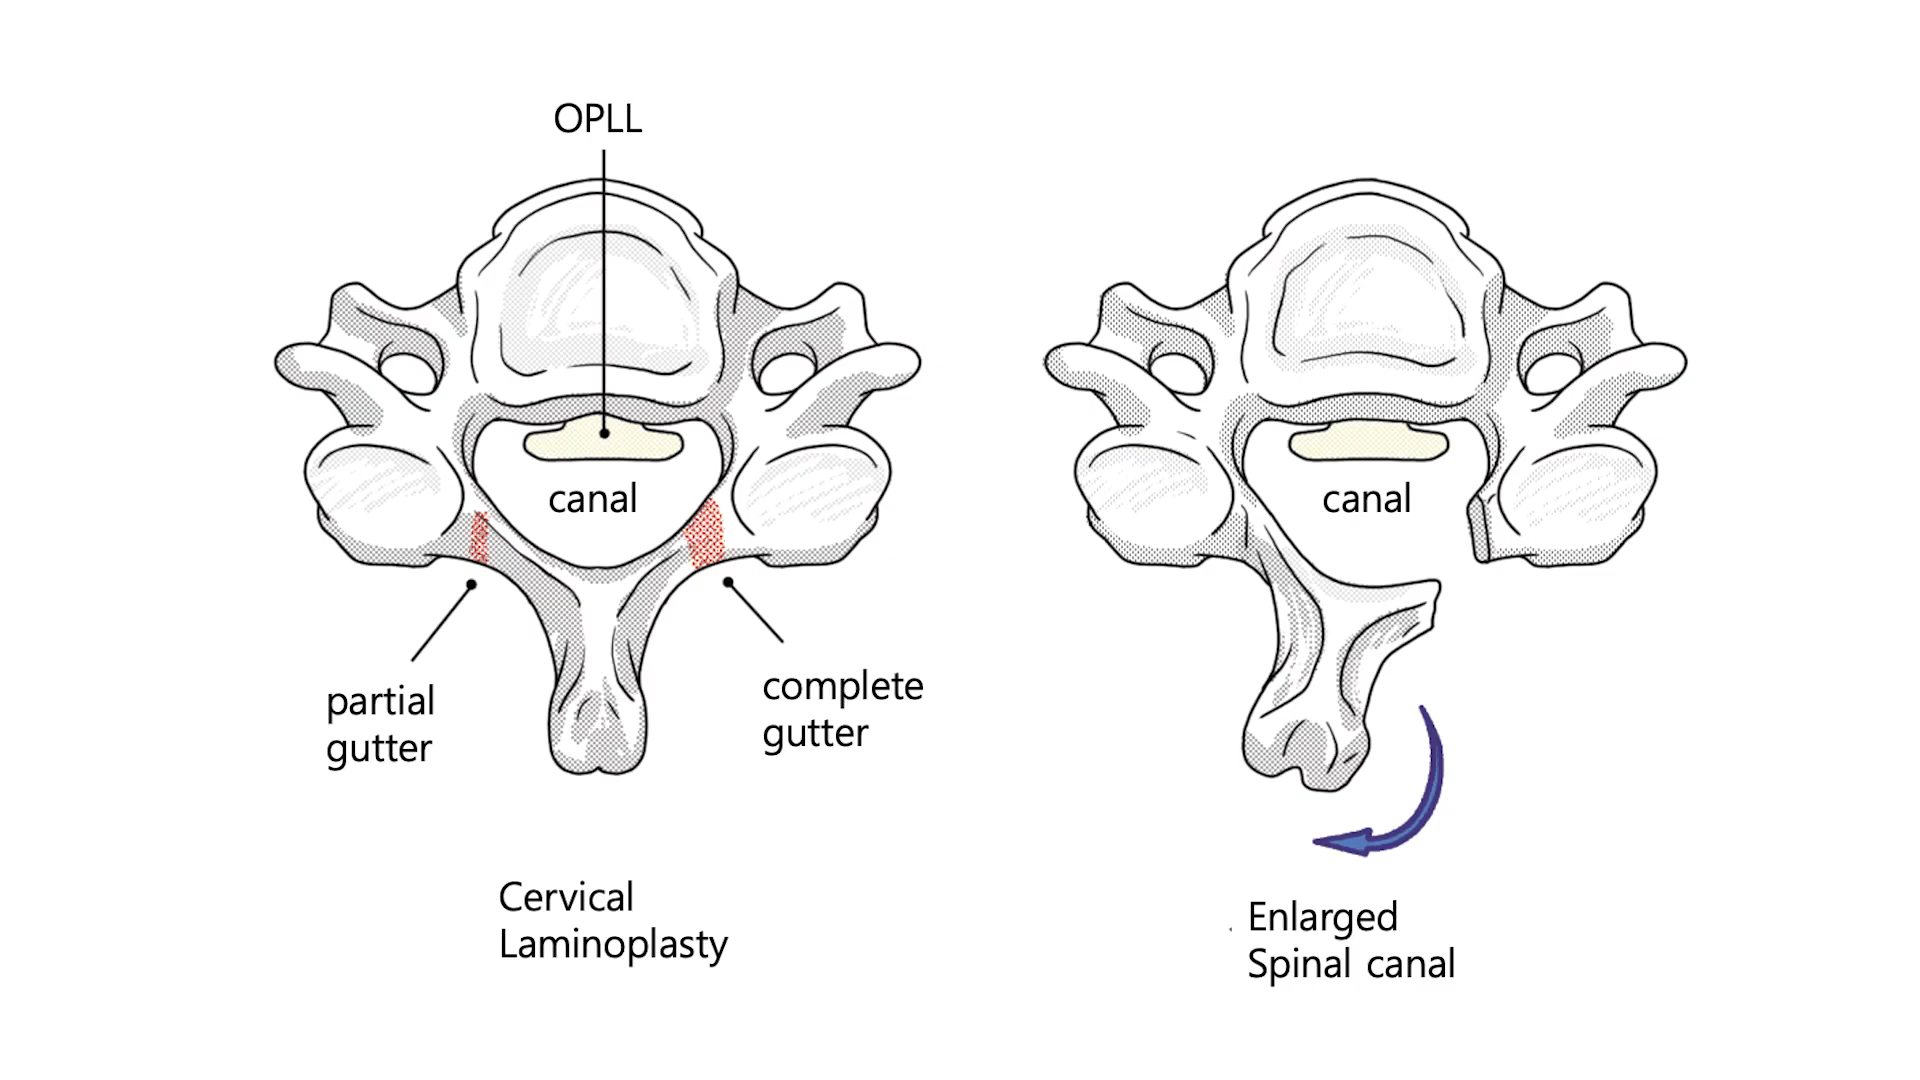 OPLL
canal
partial
gutter
complete
gutter
Cervical
Laminoplasty
canal
Enlarged
Spinal canal